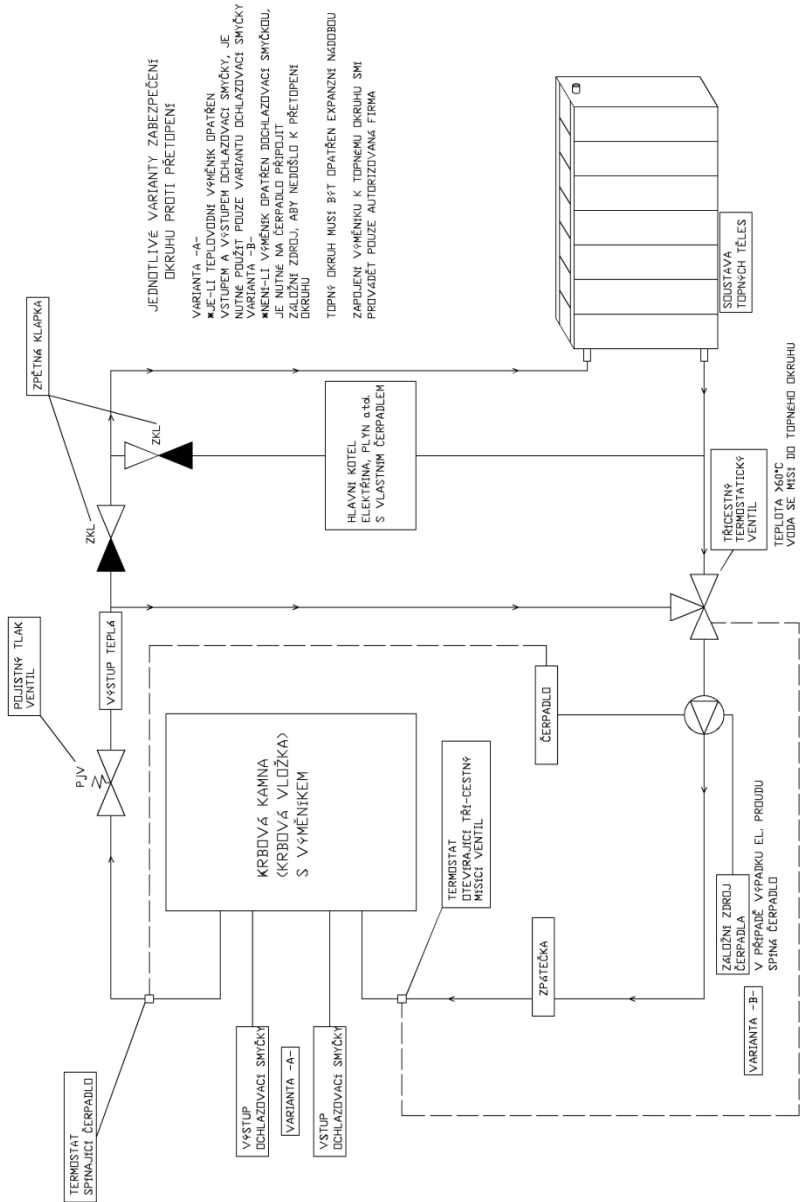 JEDNOTLIVÉ VARIANTY ZABEZPEČENÍ
OKRUHU PROTI PŘETOPENÍ
VARIANTA -A-
*JE-LI TEPLOVODNÍ VÝMĚNÍK OPATŘEN
VSTUPEM A VÝSTUPEM OCHLAZOVACÍ SMYČKY, JE
NUTNÉ POUŽÍT POUZE VARIANTU OCHLAZOVACÍ SMYČKY
VARIANTA -B-
*NENÍ-LI VÝMĚNÍK OPATŘEN DOCHLAZOVACÍ SMYČKOU,
JE NUTNÉ NA ČERPADLO PŘIPOJIT
ZÁLOŽNÍ ZDROJ, ABY NEDOŠLO K PŘETOPENÍ
OKRUHU
TOPNÝ OKRUH MUSÍ BÝT OPATŘEN EXPANZNÍ NÁDOBOU
ZAPOJENÍ VÝMĚNÍKU K TOPNÉMU OKRUHU SMÍ
PROVÁDĚT POUZE AUTORIZOVANÁ FIRMA
ZPĚTNÁ KLAPKA
ZKL
ZKL
POJISTNÝ TLAK
VENTIL
PJV
VÝSTUP TEPLÁ
TERMOSTAT
SPÍNAJÍCÍ ČERPADLO
HLAVNÍ KOTEL
ELEKTŘINA, PLYN atd.
S VLASTNÍM ČERPADLEM
KRBOVÁ KAMNA
(KRBOVÁ VLOŽKA)
S VÝMĚNÍKEM
VÝSTUP
OCHLAZOVACÍ SMYČKY
VARIANTA -A-
VSTUP
OCHLAZOVACÍ SMYČKY
TERMOSTAT
OTEVÍRAJÍCÍ TŘÍ-CESTNÝ
MÍSÍCÍ VENTIL
ČERPADLO
ZPÁTEČKA
SOUSTAVA
TOPNÝCH TĚLES
TŘÍCESTNÝ
TERMOSTATICKÝ
VENTIL
TEPLOTA >60°C
VODA SE MÍSÍ DO TOPNÉHO OKRUHU
ZÁLOŽNÍ ZDROJ
ČERPADLA
V PŘÍPADĚ VÝPADKU EL. PROUDU
SPÍNÁ ČERPADLO
VARIANTA -B-